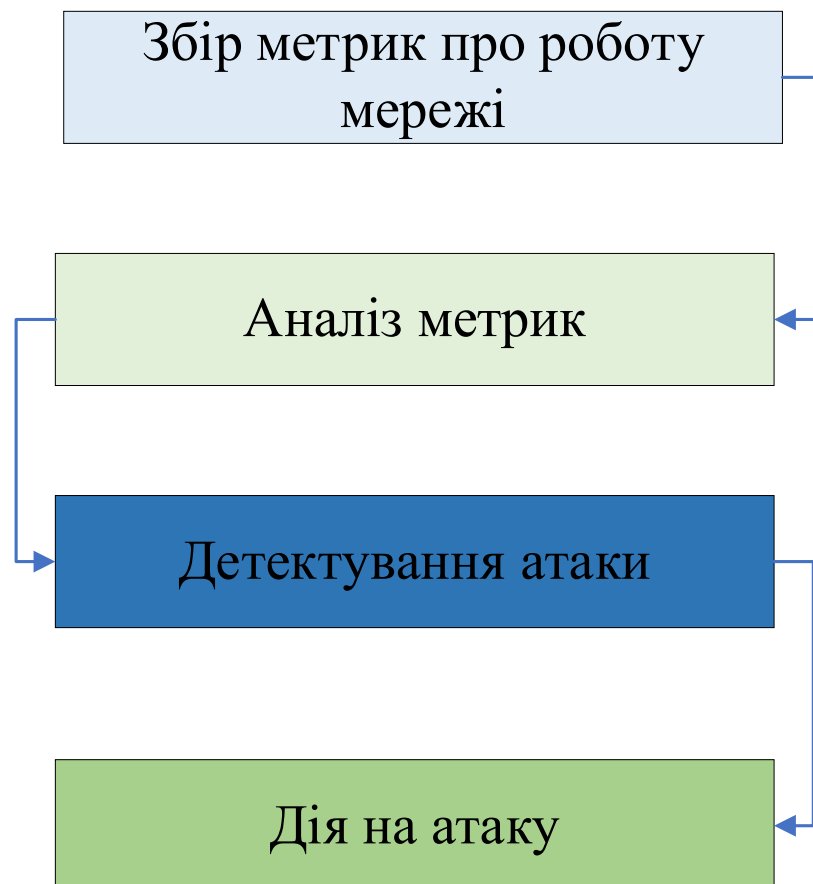 Збір метрик про роботу
мережі
Аналіз метрик
Детектування атаки
Дія на атаку